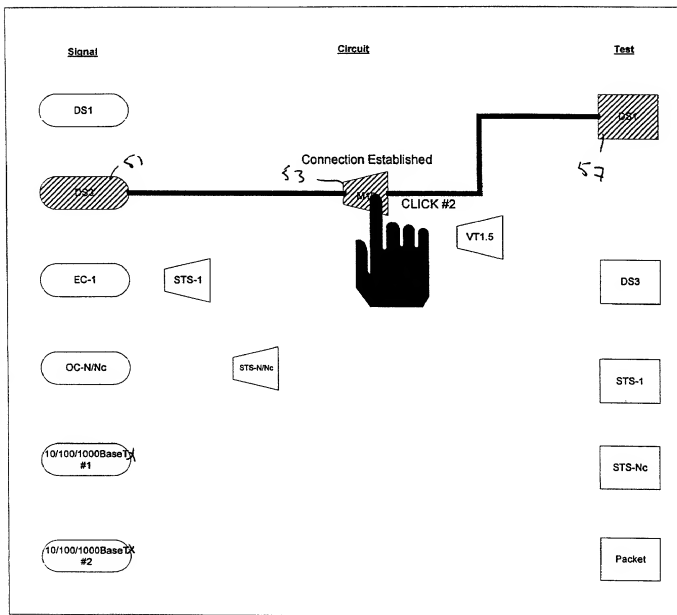 Signal
Circuit
Test
DS1
DS1
51
57
Connection Established
53
CLICK #2
VT1.5
EC-1
STS-1
DS3
OC-N/Nc
STS-N/Nc
STS-1
10/100/1000BaseTX
#1
STS-Nc
10/100/1000BaseTX
#2
Packet